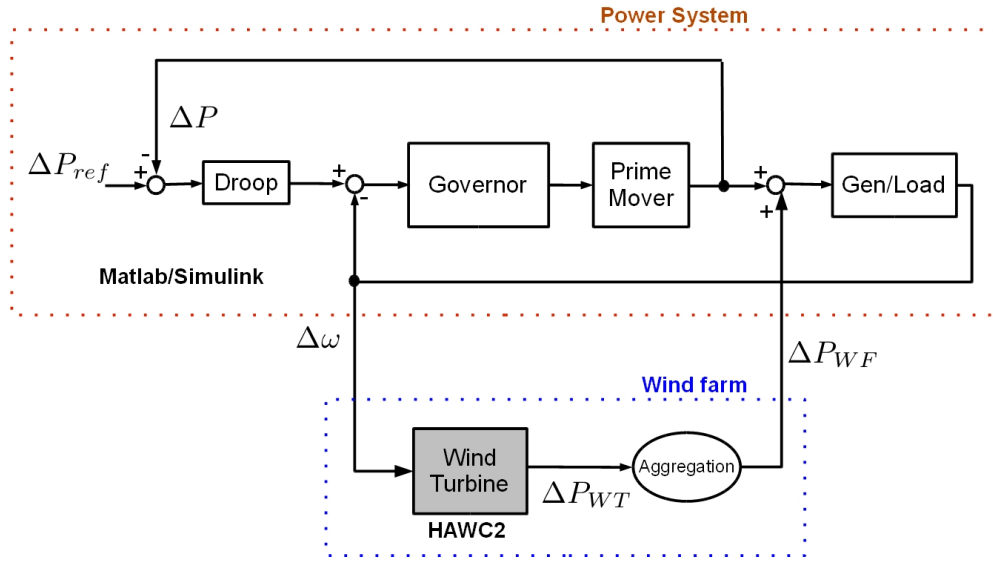 Power System
ΔP
ΔP_ref
-
+
Droop
+
-
Governor
Prime
Mover
+
+
Gen/Load
Matlab/Simulink
Δω
ΔP_WF
Wind farm
Wind
Turbine
ΔP_WT
Aggregation
HAWC2